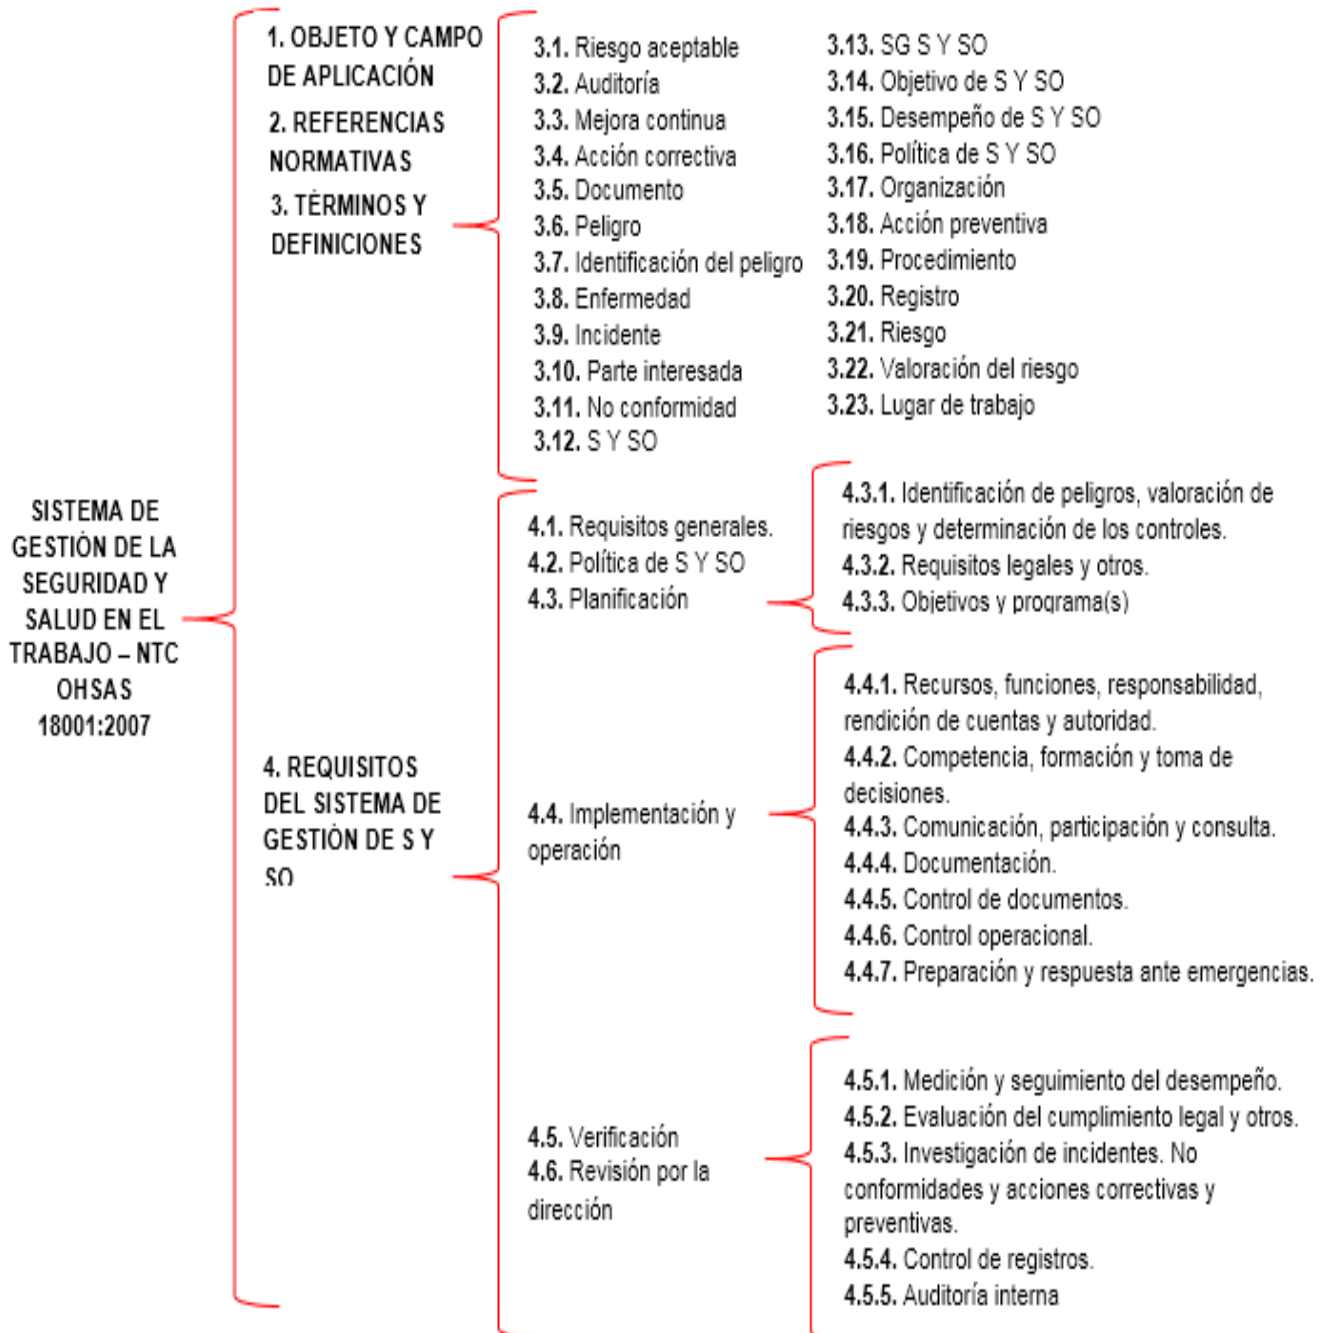 SISTEMA DE
GESTIÓN DE LA
SEGURIDAD Y
SALUD EN EL
TRABAJO – NTC
OHSAS
18001:2007
1. OBJETO Y CAMPO
DE APLICACIÓN
2. REFERENCIAS
NORMATIVAS
3. TÉRMINOS Y
DEFINICIONES
3.1. Riesgo aceptable
3.2. Auditoría
3.3. Mejora continua
3.4. Acción correctiva
3.5. Documento
3.6. Peligro
3.7. Identificación del peligro
3.8. Enfermedad
3.9. Incidente
3.10. Parte interesada
3.11. No conformidad
3.12. S Y SO
3.13. SG S Y SO
3.14. Objetivo de S Y SO
3.15. Desempeño de S Y SO
3.16. Política de S Y SO
3.17. Organización
3.18. Acción preventiva
3.19. Procedimiento
3.20. Registro
3.21. Riesgo
3.22. Valoración del riesgo
3.23. Lugar de trabajo
4. REQUISITOS
DEL SISTEMA DE
GESTIÓN DE S Y
SO
4.1. Requisitos generales.
4.2. Política de S Y SO
4.3. Planificación
4.3.1. Identificación de peligros, valoración de
riesgos y determinación de los controles.
4.3.2. Requisitos legales y otros.
4.3.3. Objetivos y programa(s)
4.4. Implementación y
operación
4.4.1. Recursos, funciones, responsabilidad,
rendición de cuentas y autoridad.
4.4.2. Competencia, formación y toma de
decisiones.
4.4.3. Comunicación, participación y consulta.
4.4.4. Documentación.
4.4.5. Control de documentos.
4.4.6. Control operacional.
4.4.7. Preparación y respuesta ante emergencias.
4.5. Verificación
4.6. Revisión por la
dirección
4.5.1. Medición y seguimiento del desempeño.
4.5.2. Evaluación del cumplimiento legal y otros.
4.5.3. Investigación de incidentes. No
conformidades y acciones correctivas y
preventivas.
4.5.4. Control de registros.
4.5.5. Auditoría interna